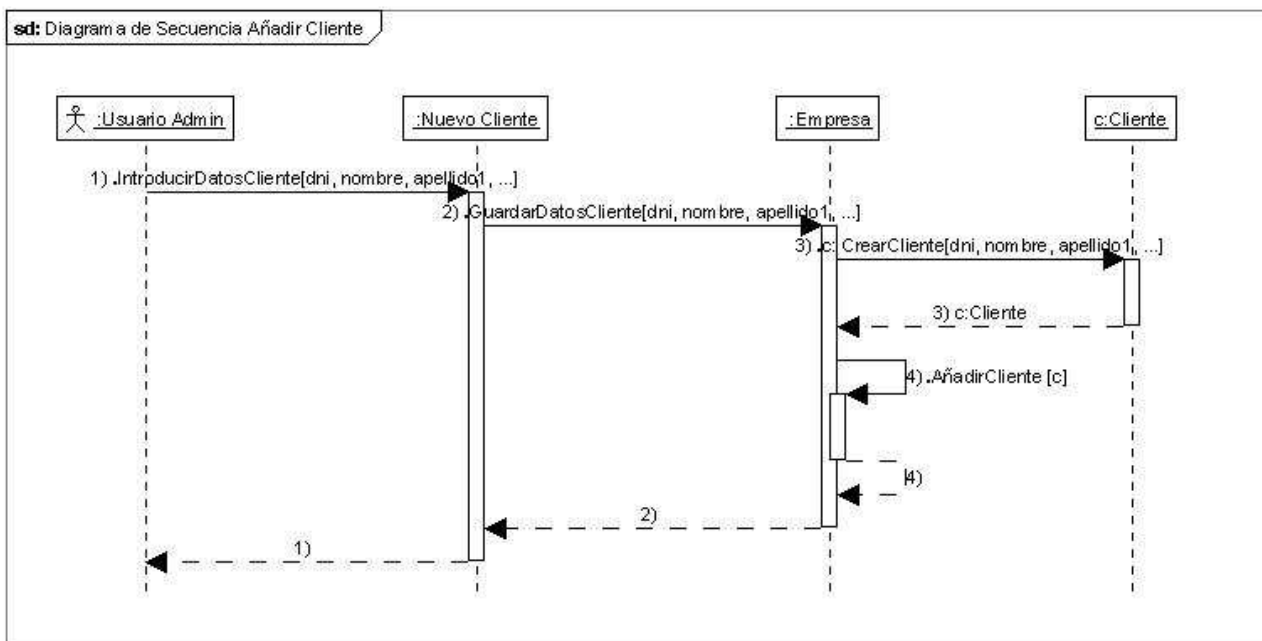 sd: Diagrama de Secuencia Añadir Cliente
:Usuario Admin
:Nuevo Cliente
:Empresa
c:Cliente
1) .IntroducirDatosCliente[dni, nombre, apellido1, ...]
2) .GuardarDatosCliente[dni, nombre, apellido1, ...]
3) .c: CrearCliente[dni, nombre, apellido1, ...]
3) c:Cliente
4) .AñadirCliente [c]
4)
2)
1)